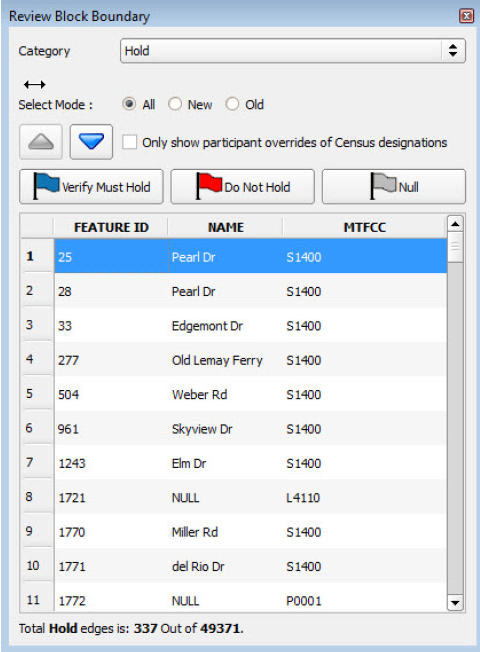 Review Block Boundary
Category Hold
Select Mode : All New Old
Only show participant overrides of Census designations
Verify Must Hold Do Not Hold Null
FEATURE ID NAME MTFCC
1 25 Pearl Dr S1400
2 28 Pearl Dr S1400
3 33 Edgemont Dr S1400
4 277 Old Lemay Ferry S1400
5 504 Weber Rd S1400
6 961 Skyview Dr S1400
7 1243 Elm Dr S1400
8 1721 NULL L4110
9 1770 Miller Rd S1400
10 1771 del Rio Dr S1400
11 1772 NULL P0001
Total Hold edges is: 337 Out of 49371.